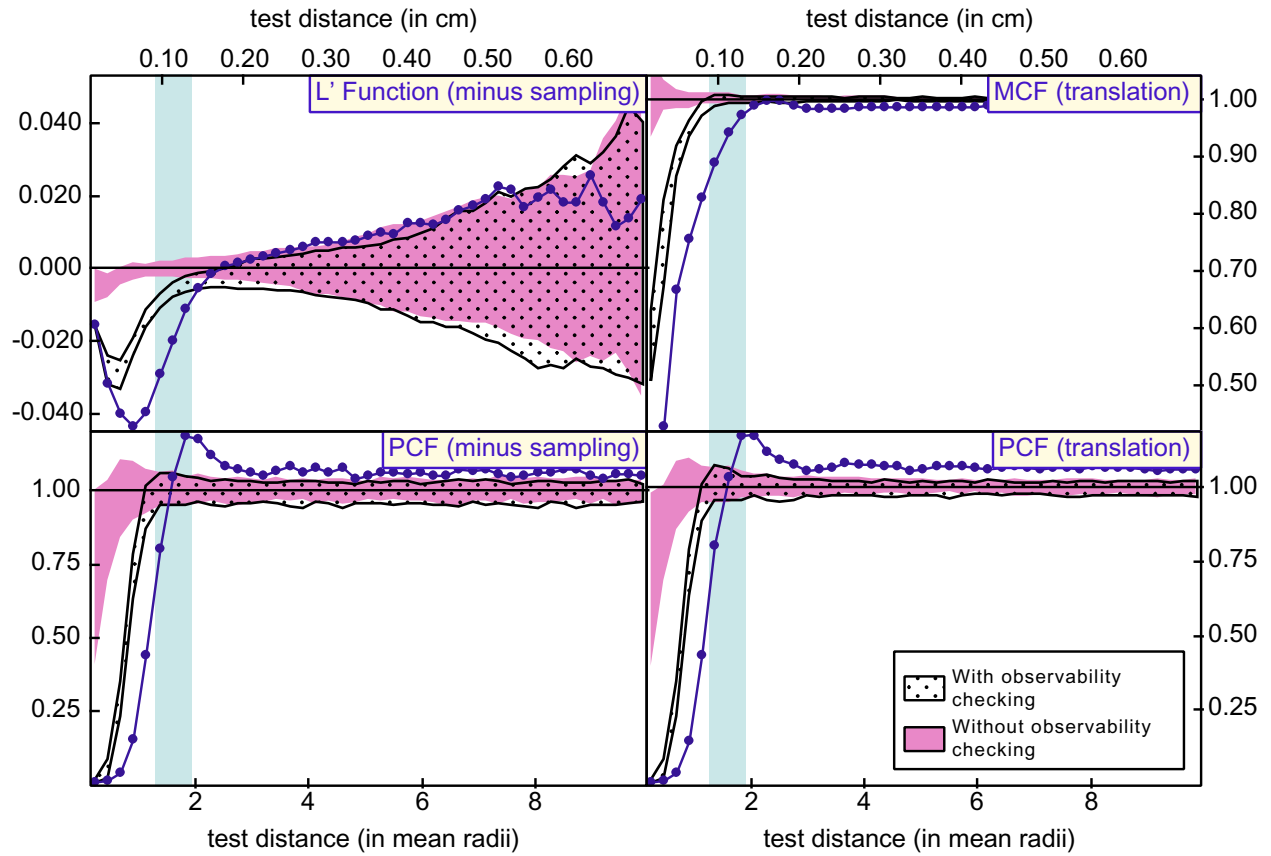 test distance (in cm)
test distance (in cm)
0.10 0.20 0.30 0.40 0.50 0.60
0.10 0.20 0.30 0.40 0.50 0.60
L' Function (minus sampling)
MCF (translation)
0.040
0.020
0.000
-0.020
-0.040
1.00
0.90
0.80
0.70
0.60
0.50
PCF (minus sampling)
PCF (translation)
1.00
0.75
0.50
0.25
1.00
0.75
0.50
0.25
With observability
checking
Without observability
checking
2 4 6 8
2 4 6 8
test distance (in mean radii)
test distance (in mean radii)